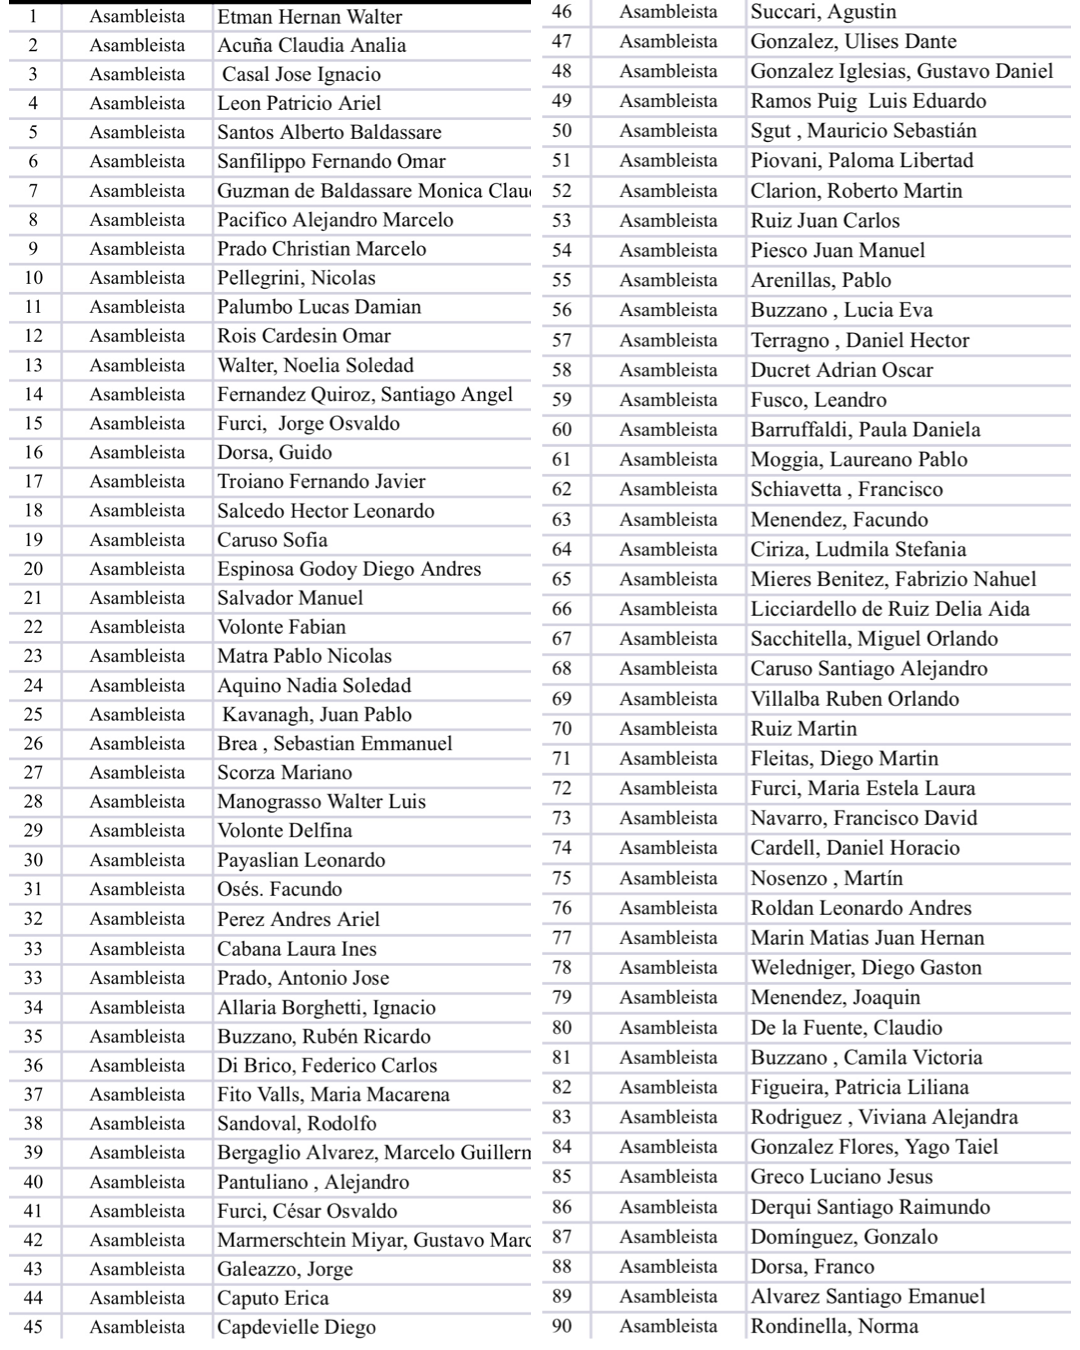 1 Asambleista Etman Hernan Walter
2 Asambleista Acuña Claudia Analia
3 Asambleista Casal Jose Ignacio
4 Asambleista Leon Patricio Ariel
5 Asambleista Santos Alberto Baldassare
6 Asambleista Sanfilippo Fernando Omar
7 Asambleista Guzman de Baldassare Monica Clau
8 Asambleista Pacifico Alejandro Marcelo
9 Asambleista Prado Christian Marcelo
10 Asambleista Pellegrini, Nicolas
11 Asambleista Palumbo Lucas Damian
12 Asambleista Rois Cardesin Omar
13 Asambleista Walter, Noelia Soledad
14 Asambleista Fernandez Quiroz, Santiago Angel
15 Asambleista Furci, Jorge Osvaldo
16 Asambleista Dorsa, Guido
17 Asambleista Troiano Fernando Javier
18 Asambleista Salcedo Hector Leonardo
19 Asambleista Caruso Sofia
20 Asambleista Espinosa Godoy Diego Andres
21 Asambleista Salvador Manuel
22 Asambleista Volonte Fabian
23 Asambleista Matra Pablo Nicolas
24 Asambleista Aquino Nadia Soledad
25 Asambleista Kavanagh, Juan Pablo
26 Asambleista Brea , Sebastian Emmanuel
27 Asambleista Scorza Mariano
28 Asambleista Manograsso Walter Luis
29 Asambleista Volonte Delfina
30 Asambleista Payaslian Leonardo
31 Asambleista Osés. Facundo
32 Asambleista Perez Andres Ariel
33 Asambleista Cabana Laura Ines
33 Asambleista Prado, Antonio Jose
34 Asambleista Allaria Borghetti, Ignacio
35 Asambleista Buzzano, Rubén Ricardo
36 Asambleista Di Brico, Federico Carlos
37 Asambleista Fito Valls, Maria Macarena
38 Asambleista Sandoval, Rodolfo
39 Asambleista Bergaglio Alvarez, Marcelo Guillern
40 Asambleista Pantuliano , Alejandro
41 Asambleista Furci, César Osvaldo
42 Asambleista Marmerschtein Miyar, Gustavo Marc
43 Asambleista Galeazzo, Jorge
44 Asambleista Caputo Erica
45 Asambleista Capdevielle Diego
46 Asambleista Succari, Agustin
47 Asambleista Gonzalez, Ulises Dante
48 Asambleista Gonzalez Iglesias, Gustavo Daniel
49 Asambleista Ramos Puig Luis Eduardo
50 Asambleista Sgut , Mauricio Sebastián
51 Asambleista Piovani, Paloma Libertad
52 Asambleista Clarion, Roberto Martin
53 Asambleista Ruiz Juan Carlos
54 Asambleista Piesco Juan Manuel
55 Asambleista Arenillas, Pablo
56 Asambleista Buzzano , Lucia Eva
57 Asambleista Terragno , Daniel Hector
58 Asambleista Ducret Adrian Oscar
59 Asambleista Fusco, Leandro
60 Asambleista Barruffaldi, Paula Daniela
61 Asambleista Moggia, Laureano Pablo
62 Asambleista Schiavetta , Francisco
63 Asambleista Menendez, Facundo
64 Asambleista Ciriza, Ludmila Stefania
65 Asambleista Mieres Benitez, Fabrizio Nahuel
66 Asambleista Licciardello de Ruiz Delia Aida
67 Asambleista Sacchitella, Miguel Orlando
68 Asambleista Caruso Santiago Alejandro
69 Asambleista Villalba Ruben Orlando
70 Asambleista Ruiz Martin
71 Asambleista Fleitas, Diego Martin
72 Asambleista Furci, Maria Estela Laura
73 Asambleista Navarro, Francisco David
74 Asambleista Cardell, Daniel Horacio
75 Asambleista Nosenzo , Martín
76 Asambleista Roldan Leonardo Andres
77 Asambleista Marin Matias Juan Hernan
78 Asambleista Weledniger, Diego Gaston
79 Asambleista Menendez, Joaquin
80 Asambleista De la Fuente, Claudio
81 Asambleista Buzzano , Camila Victoria
82 Asambleista Figueira, Patricia Liliana
83 Asambleista Rodriguez , Viviana Alejandra
84 Asambleista Gonzalez Flores, Yago Taiel
85 Asambleista Greco Luciano Jesus
86 Asambleista Derqui Santiago Raimundo
87 Asambleista Domínguez, Gonzalo
88 Asambleista Dorsa, Franco
89 Asambleista Alvarez Santiago Emanuel
90 Asambleista Rondinella, Norma